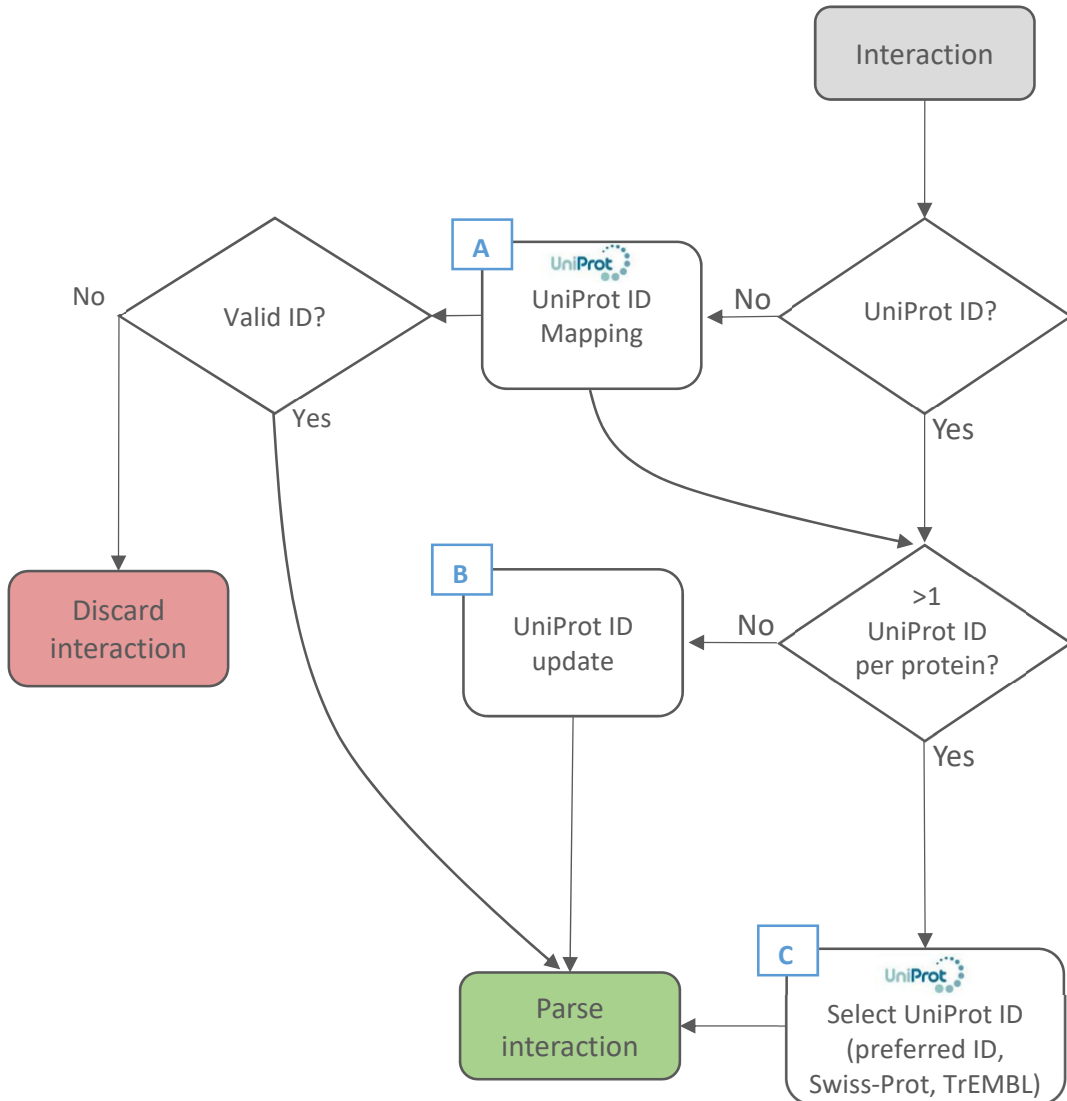 Interaction
A
UniProt
UniProt ID
Mapping
No
UniProt ID?
Valid ID?
No
Yes
Yes
Discard
interaction
B
UniProt ID
update
No
>1
UniProt ID
per protein?
Yes
C
UniProt
Select UniProt ID
(preferred ID,
Swiss-Prot, TrEMBL)
Parse
interaction